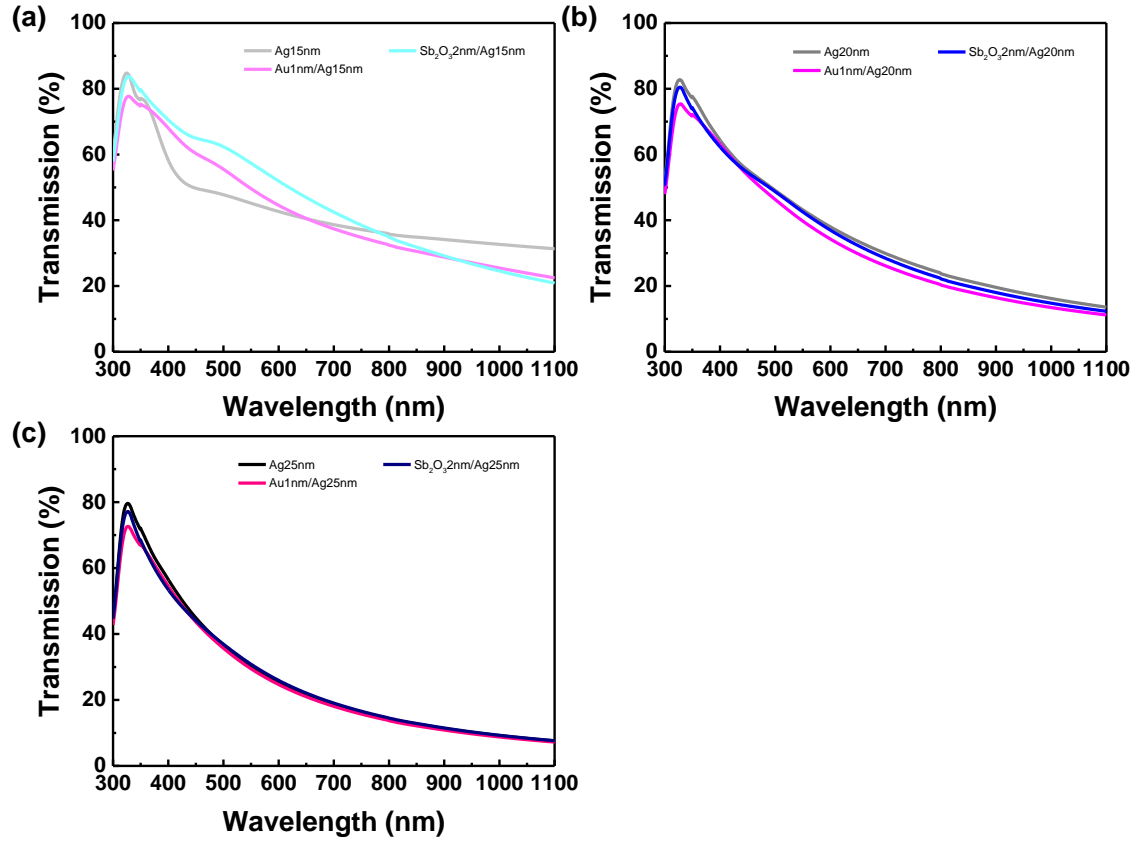 (a)
100
80
60
40
20
0
Transmission (%)
Ag15nm
Au1nm/Ag15nm
Sb₂O₃2nm/Ag15nm
300 400 500 600 700 800 900 1000 1100
Wavelength (nm)
(b)
100
80
60
40
20
0
Transmission (%)
Ag20nm
Au1nm/Ag20nm
Sb₂O₃2nm/Ag20nm
300 400 500 600 700 800 900 1000 1100
Wavelength (nm)
(c)
100
80
60
40
20
0
Transmission (%)
Ag25nm
Au1nm/Ag25nm
Sb₂O₃2nm/Ag25nm
300 400 500 600 700 800 900 1000 1100
Wavelength (nm)